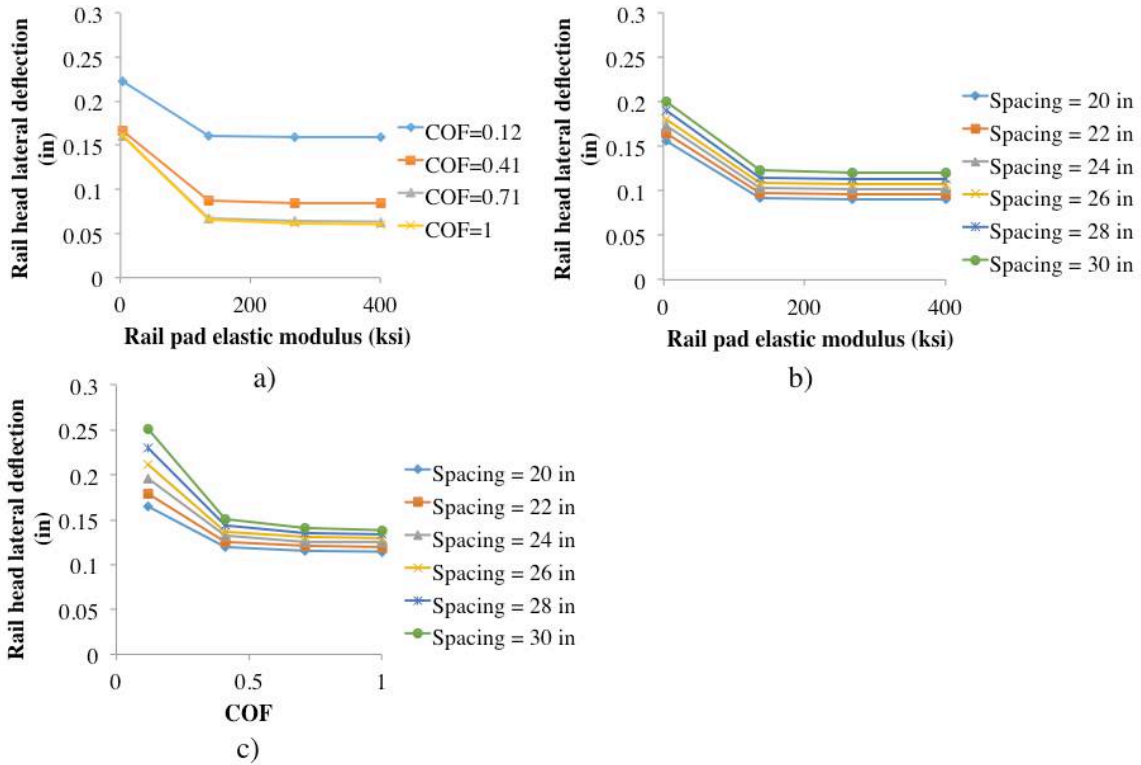 Rail head lateral deflection
(in)
0.3
0.25
0.2
0.15
0.1
0.05
0
0
200
400
Rail pad elastic modulus (ksi)
COF=0.12
COF=0.41
COF=0.71
COF=1
a)
Rail head lateral deflection
(in)
0.3
0.25
0.2
0.15
0.1
0.05
0
0
200
400
Rail pad elastic modulus (ksi)
Spacing = 20 in
Spacing = 22 in
Spacing = 24 in
Spacing = 26 in
Spacing = 28 in
Spacing = 30 in
b)
Rail head lateral deflection
(in)
0.3
0.25
0.2
0.15
0.1
0.05
0
0
0.5
1
COF
Spacing = 20 in
Spacing = 22 in
Spacing = 24 in
Spacing = 26 in
Spacing = 28 in
Spacing = 30 in
c)